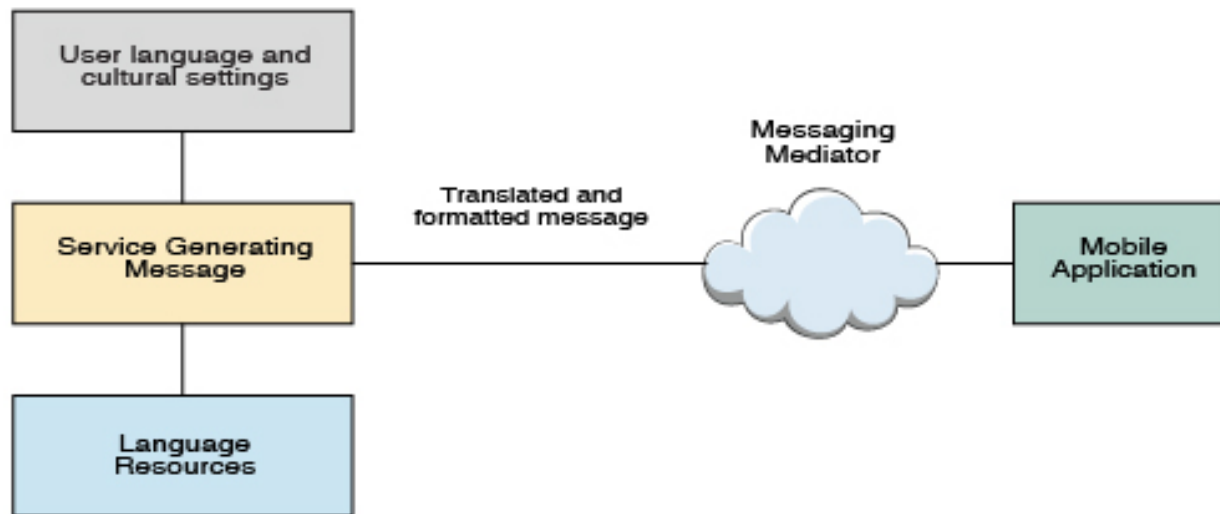 User language and
cultural settings
Messaging
Mediator
Translated and
formatted message
Service Generating
Message
Mobile
Application
Language
Resources